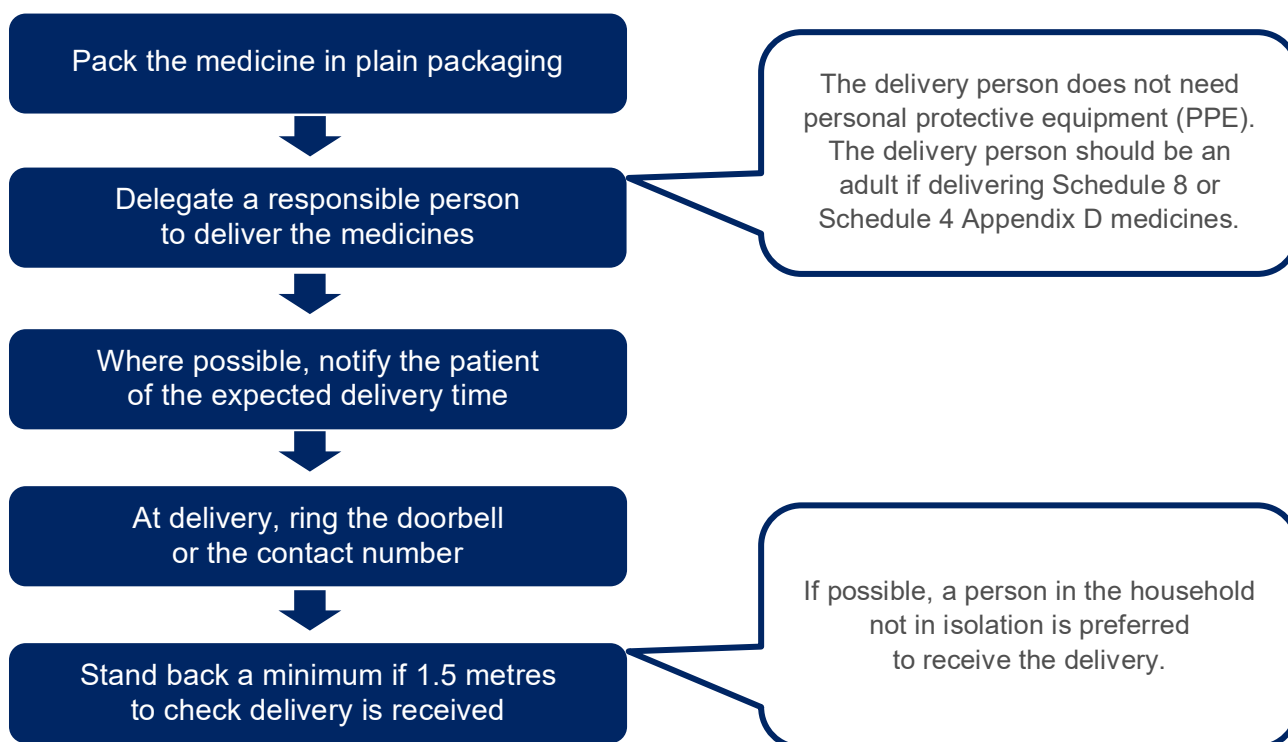 Pack the medicine in plain packaging
The delivery person does not need
personal protective equipment (PPE).
The delivery person should be an
adult if delivering Schedule 8 or
Schedule 4 Appendix D medicines.
Delegate a responsible person
to deliver the medicines
Where possible, notify the patient
of the expected delivery time
At delivery, ring the doorbell
or the contact number
If possible, a person in the household
not in isolation is preferred
to receive the delivery.
Stand back a minimum if 1.5 metres
to check delivery is received